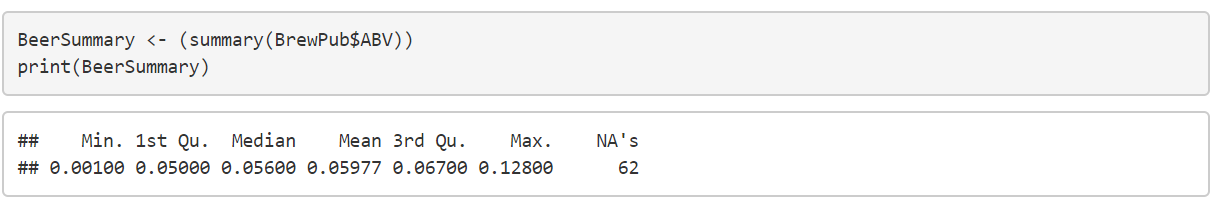 BeerSummary <- (summary(BrewPub$ABV))
print(BeerSummary)
##    Min. 1st Qu.  Median    Mean 3rd Qu.    Max.    NA's
## 0.00100 0.05000 0.05600 0.05977 0.06700 0.12800      62